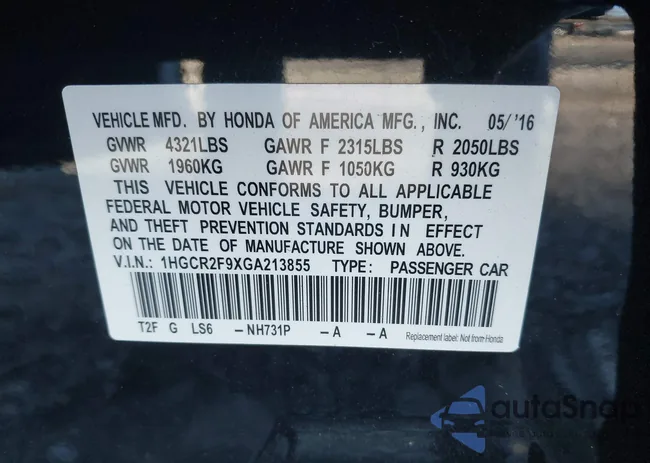 VEHICLE MFD. BY HONDA OF AMERICA MFG., INC. 05/ '16
GVWR 4321LBS GAWR F 2315LBS R 2050LBS
GVWR 1960KG GAWR F 1050KG R 930KG
THIS VEHICLE CONFORMS TO ALL APPLICABLE
FEDERAL MOTOR VEHICLE SAFETY, BUMPER,
AND THEFT PREVENTION STANDARDS IN EFFECT
ON THE DATE OF MANUFACTURE SHOWN ABOVE.
V.I.N.: 1HGCR2F9XGA213855 TYPE: PASSENGER CAR
T2F G LS6 -NH731P -A -A Replacement label: Not from Honda
autaSnap